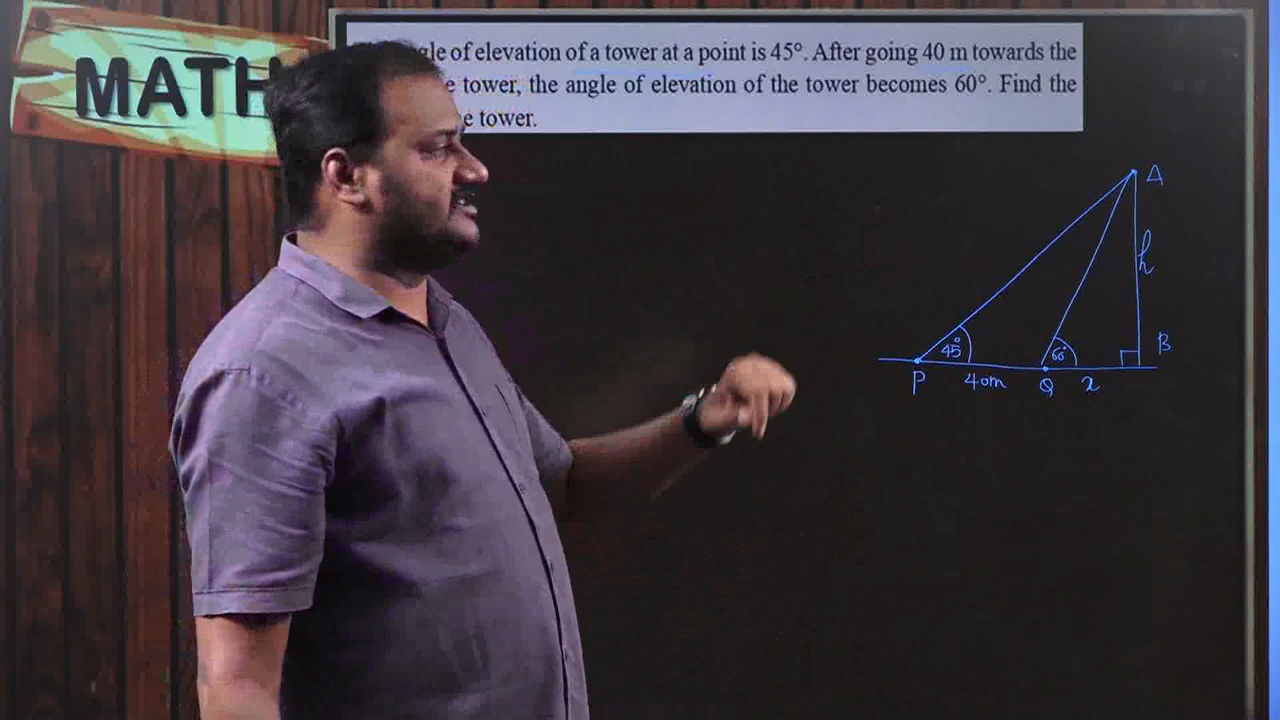 MATH
gle of elevation of a tower at a point is 45°. After going 40 m towards the
e tower, the angle of elevation of the tower becomes 60°. Find the
e tower.
A
h
B
45°
60°
P
40m
Q
x